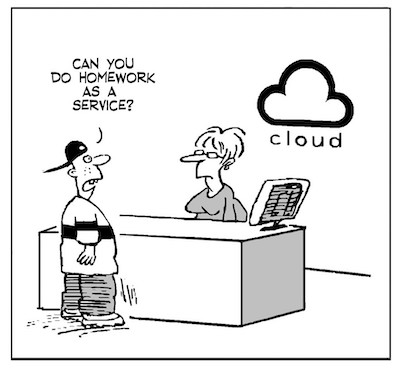 CAN YOU
DO HOMEWORK
AS A
SERVICE?
cloud